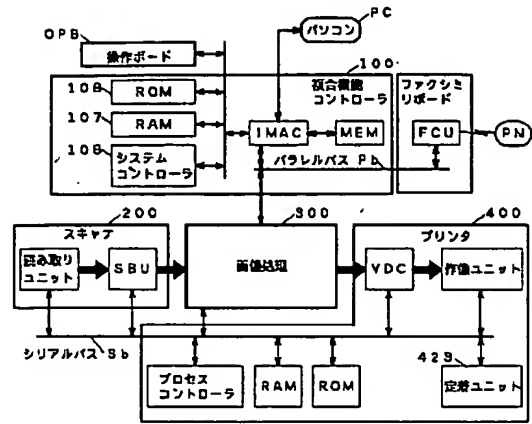 OPB
操作ボード
パソコン
PC
100
複合機能
コントローラ
108
ROM
107
RAM
106
システム
コントローラ
IMAC
MEM
パラレルバス Pb
ファクシミ
リボード
FCU
PN
200
スキャナ
読み取り
ユニット
SBU
300
画像処理
400
プリンタ
VDC
作像ユニット
シリアルバス Sb
プロセス
コントローラ
RAM
ROM
423
定着ユニット